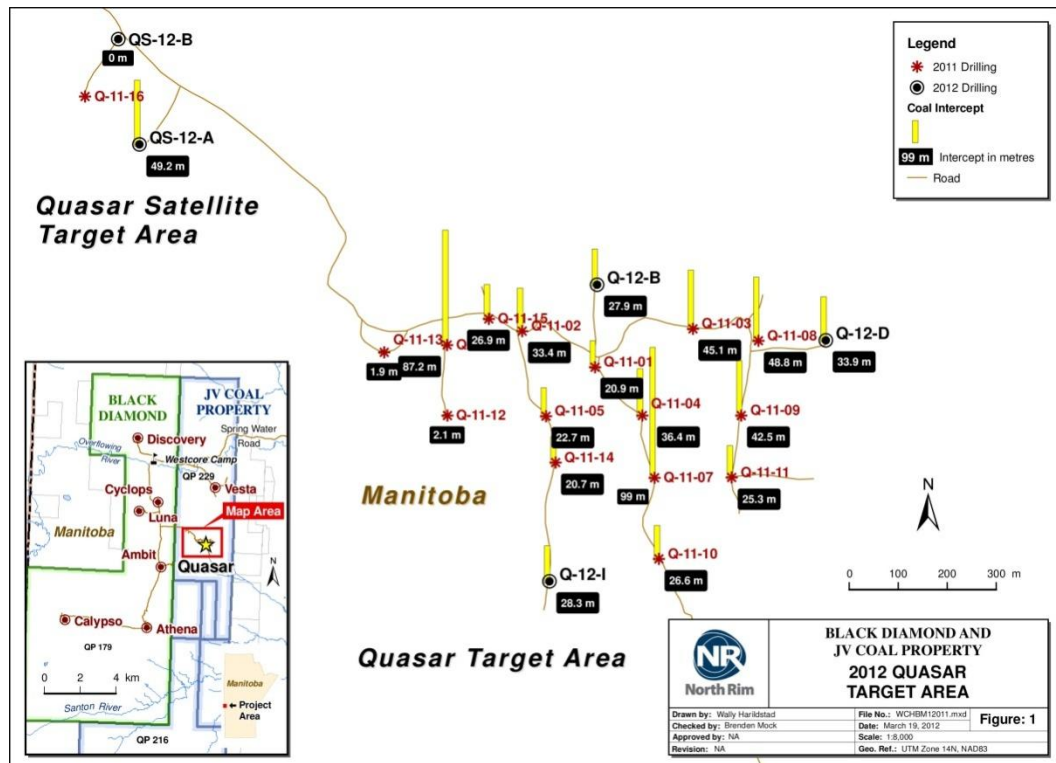 QS-12-B
0 m
Q-11-16
QS-12-A
49.2 m
Quasar Satellite
Target Area
Legend
2011 Drilling
2012 Drilling
Coal Intercept
99 m Intercept in metres
Road
Q-12-B
27.9 m
Q-11-15
26.9 m
Q-11-02
33.4 m
Q-11-03
45.1 m
Q-11-08
48.8 m
Q-12-D
33.9 m
Q-11-13
1.9 m
Q
87.2 m
Q-11-01
20.9 m
Q-11-12
2.1 m
Q-11-05
22.7 m
Q-11-04
36.4 m
Q-11-09
42.5 m
Q-11-14
20.7 m
Q-11-07
99 m
Q-11-11
25.3 m
Manitoba
Q-11-10
26.6 m
Q-12-I
28.3 m
Quasar Target Area
N
0 100 200 300 m
BLACK
DIAMOND
JV COAL
PROPERTY
Discovery
Spring Water
Road
Overflowing
River
Westcore Camp
QP 229
Cyclops
Vesta
Luna
Map Area
Manitoba
Ambit
Quasar
N
Calypso
Athena
QP 179
0 2 4 km
Manitoba
Project
Area
Santon River
QP 216
NR
North Rim
BLACK DIAMOND AND
JV COAL PROPERTY
2012 QUASAR
TARGET AREA
Drawn by: Wally Harildstad
Checked by: Brenden Mock
Approved by: NA
Revision: NA
File No.: WCHBM12011.mxd
Date: March 19, 2012
Scale: 1:8,000
Geo. Ref.: UTM Zone 14N, NAD83
Figure: 1